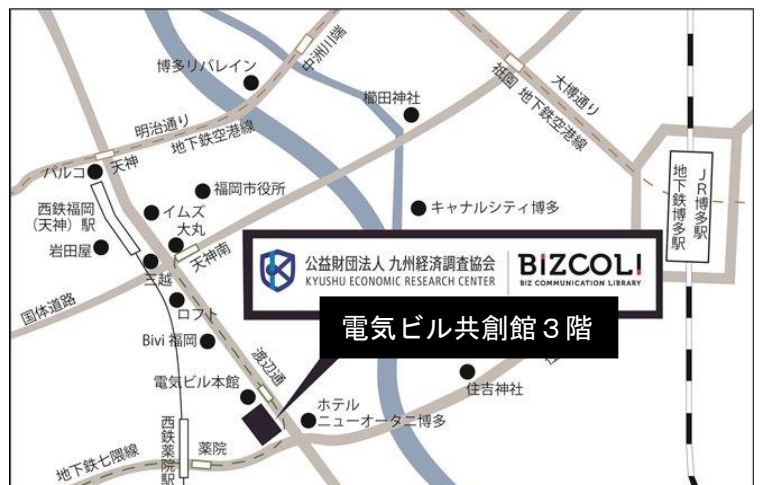 中洲川端
博多リバレイン
櫛田神社
祇園
大博通り
地下鉄空港線
明治通り
地下鉄空港線
天神
パルコ
福岡市役所
西鉄福岡
（天神）駅
イムズ
キャナルシティ博多
地下鉄博多駅
JR博多駅
大丸
岩田屋
天神南
三越
公益財団法人 九州経済調査協会
KYUSHU ECONOMIC RESEARCH CENTER
BIZCOLI
BIZ COMMUNICATION LIBRARY
国体道路
ロフト
電気ビル共創館３階
Bivi 福岡
渡辺通
住吉神社
電気ビル本館
ホテル
ニューオータニ博多
西鉄薬院駅
薬院
地下鉄七隈線